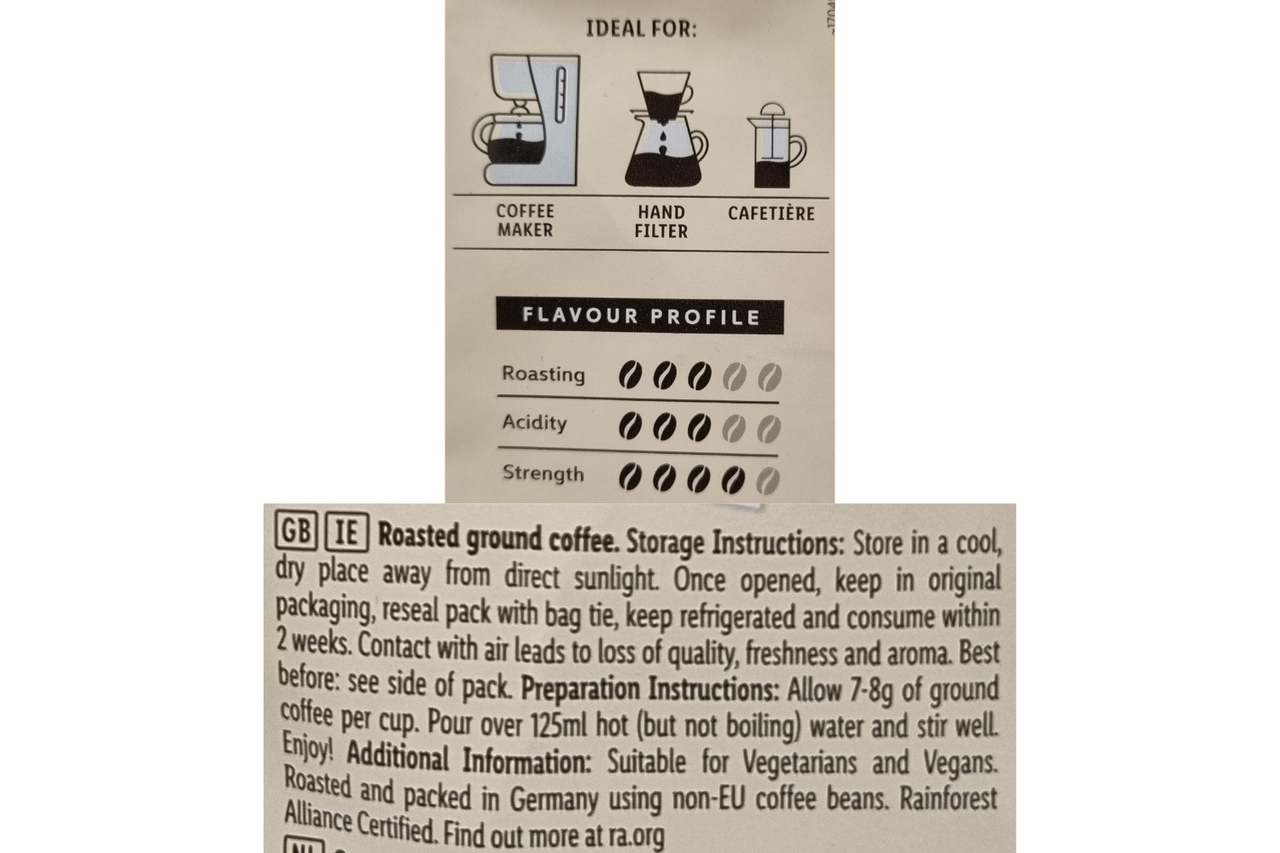 IDEAL FOR:
COFFEE MAKER
HAND FILTER
CAFETIÈRE
FLAVOUR PROFILE
Roasting
Acidity
Strength
GB IE Roasted ground coffee. Storage Instructions: Store in a cool,
dry place away from direct sunlight. Once opened, keep in original
packaging, reseal pack with bag tie, keep refrigerated and consume within
2 weeks. Contact with air leads to loss of quality, freshness and aroma. Best
before: see side of pack. Preparation Instructions: Allow 7-8g of ground
coffee per cup. Pour over 125ml hot (but not boiling) water and stir well.
Enjoy! Additional Information: Suitable for Vegetarians and Vegans.
Roasted and packed in Germany using non-EU coffee beans. Rainforest
Alliance Certified. Find out more at ra.org